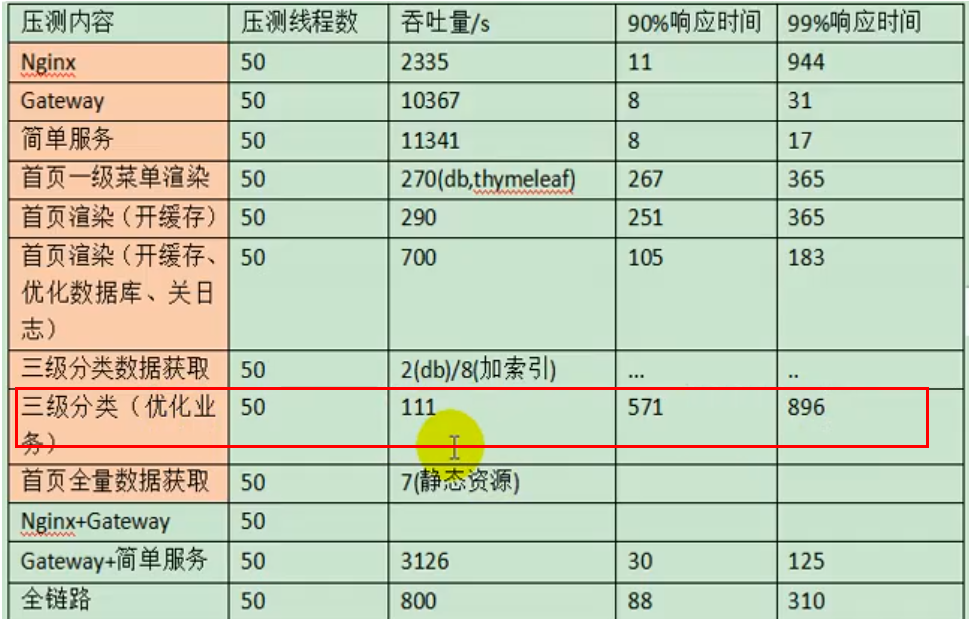 压测内容 压测线程数 吞吐量/s 90%响应时间 99%响应时间
Nginx 50 2335 11 944
Gateway 50 10367 8 31
简单服务 50 11341 8 17
首页一级菜单渲染 50 270(db,thymeleaf) 267 365
首页渲染（开缓存） 50 290 251 365
首页渲染（开缓存、 50 700 105 183
优化数据库、关日
志）
三级分类数据获取 50 2(db)/8(加索引) ... ..
三级分类（优化业 50 111 571 896
务）
首页全量数据获取 50 7(静态资源)
Nginx+Gateway 50
Gateway+简单服务 50 3126 30 125
全链路 50 800 88 310